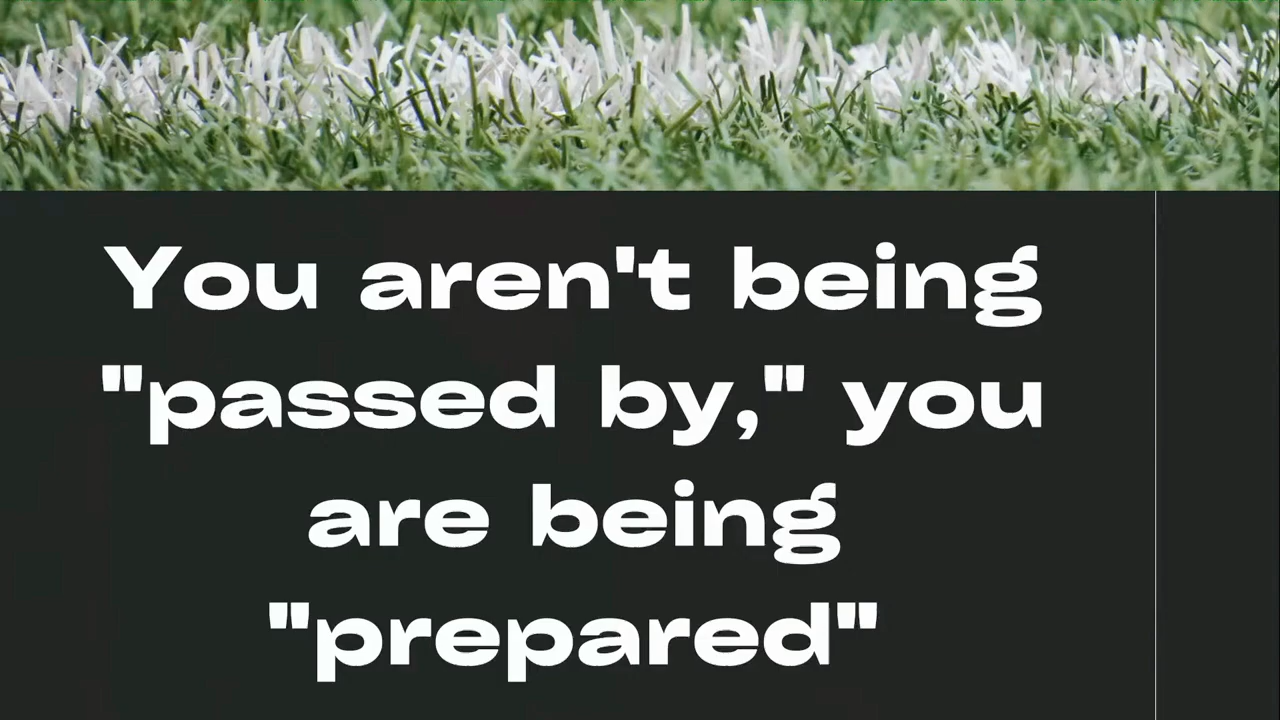 You aren't being
"passed by," you
are being
"prepared"